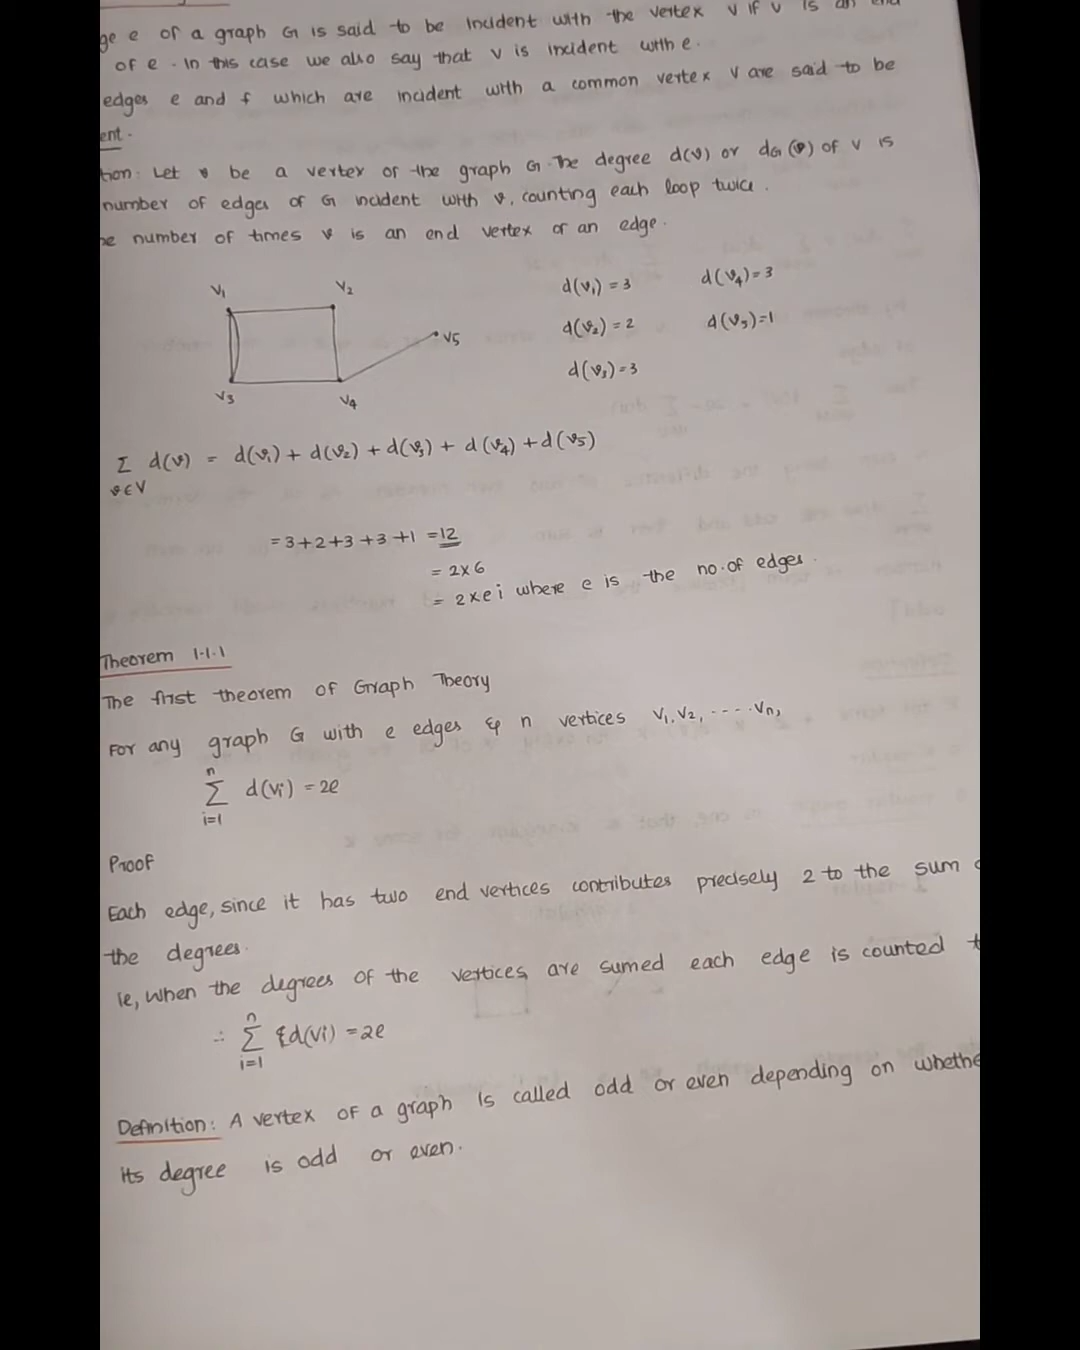 ge e of a graph G is said to be incident with the vertex v if v is an end
of e. In this case we also say that v is incident with e.
edges e and f which are incident with a common vertex v are said to be
ent.
tion: Let v be a vertex of the graph G. The degree d(v) or dG(v) of v is
number of edges of G incident with v, counting each loop twice.
he number of times v is an end vertex of an edge.
V1 V2
V5
V3 V4
d(v1) = 3 d(v4) = 3
d(v2) = 2 d(v5) = 1
d(v3) = 3
Σ d(v) = d(v1) + d(v2) + d(v3) + d(v4) + d(v5)
v∈V
= 3+2+3+3+1 = 12
= 2x6
= 2xe ; where e is the no. of edges.
Theorem 1.1.1
The first theorem of Graph Theory
For any graph G with e edges & n vertices V1, V2, ..... Vn,
n
Σ d(vi) = 2e
i=1
Proof
Each edge, since it has two end vertices contributes precisely 2 to the sum o
the degrees.
ie, when the degrees of the vertices are sumed each edge is counted t
n
∴ Σ d(vi) = 2e
i=1
Definition: A vertex of a graph is called odd or even depending on whethe
its degree is odd or even.